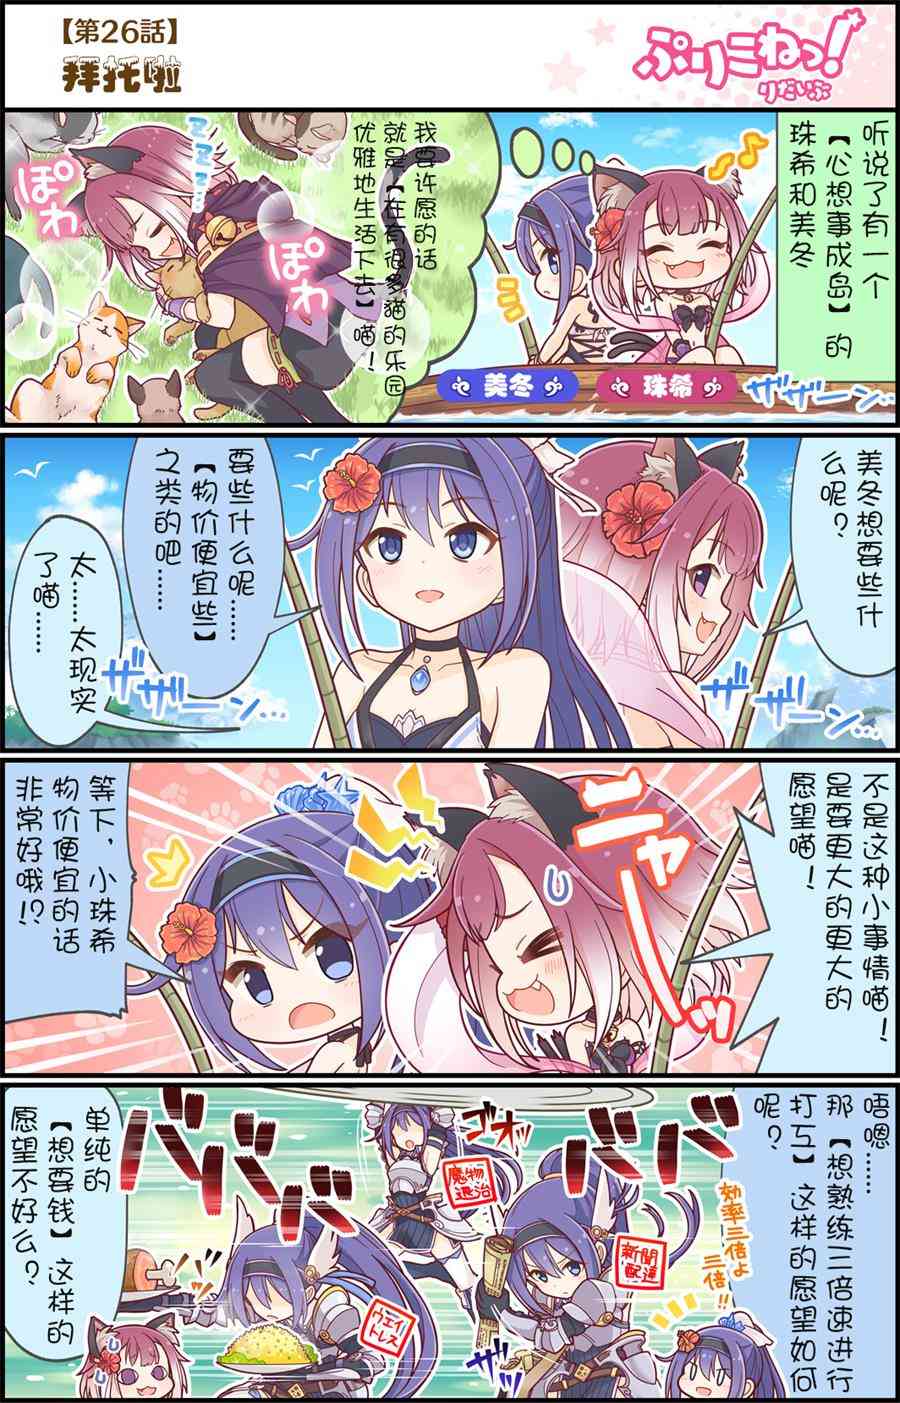 【第26話】
拜托啦
ぷりこねっ!
りだいぶ
听说了有一个
【心想事成岛】的
珠希和美冬
我要许愿的话
就是【在有很多猫的乐园
优雅地生活下去】喵!
ぽわ
ぽわ
美冬
珠希
ザザーン…
美冬想要些什
么呢?
要些什么呢……
【物价便宜些】
之类的吧……
太……太现实
了喵……
ザザーン…
ザザーン…
不是这种小事情喵!
是要更大的更大的
愿望喵!
ニャーッ
等下,小珠希
物价便宜的话
非常好哦!?
唔嗯……
那【想熟练三倍速进行
打工】这样的愿望如何
呢?
効率三倍よ
三倍!!
バババ
バババ
ゴオッ
魔物
退治
新聞
配達
ウエイ
トレス
ザッ
单纯的
【想要钱】这样的
愿望不好么?